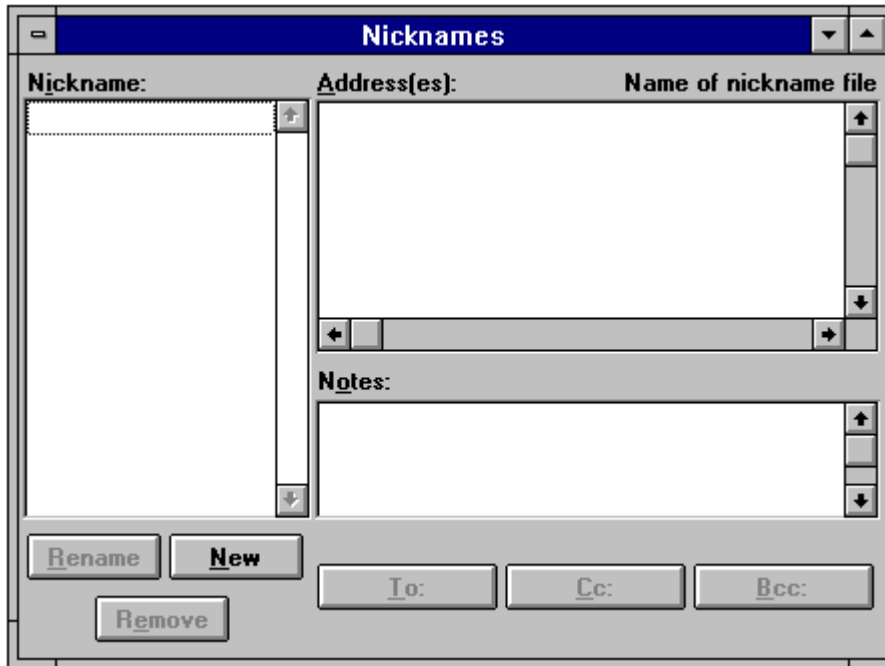 Nicknames
Nickname:
Address(es):
Name of nickname file
Notes:
Rename
New
Remove
To:
Cc:
Bcc: